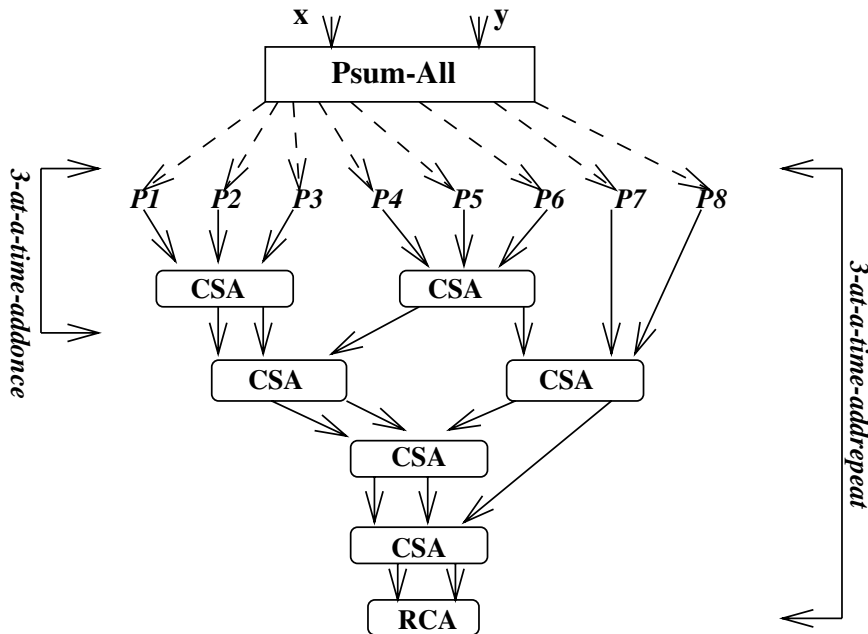 x y
Psum-All
P1 P2 P3 P4 P5 P6 P7 P8
3-at-a-time-addonce
3-at-a-time-addrepeat
CSA CSA
CSA CSA
CSA
CSA
RCA